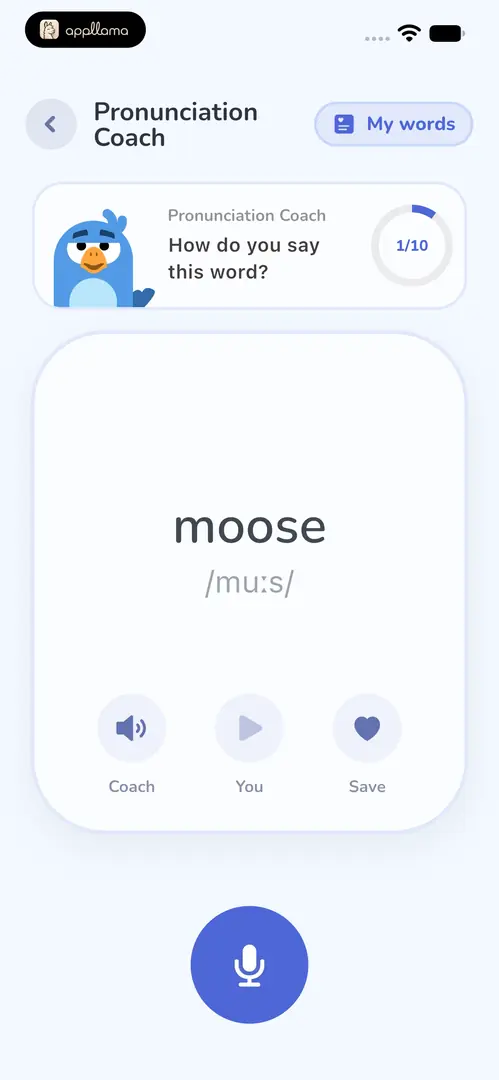 appllama
Pronunciation
Coach
My words
Pronunciation Coach
How do you say
this word?
1/10
moose
/muːs/
Coach
You
Save